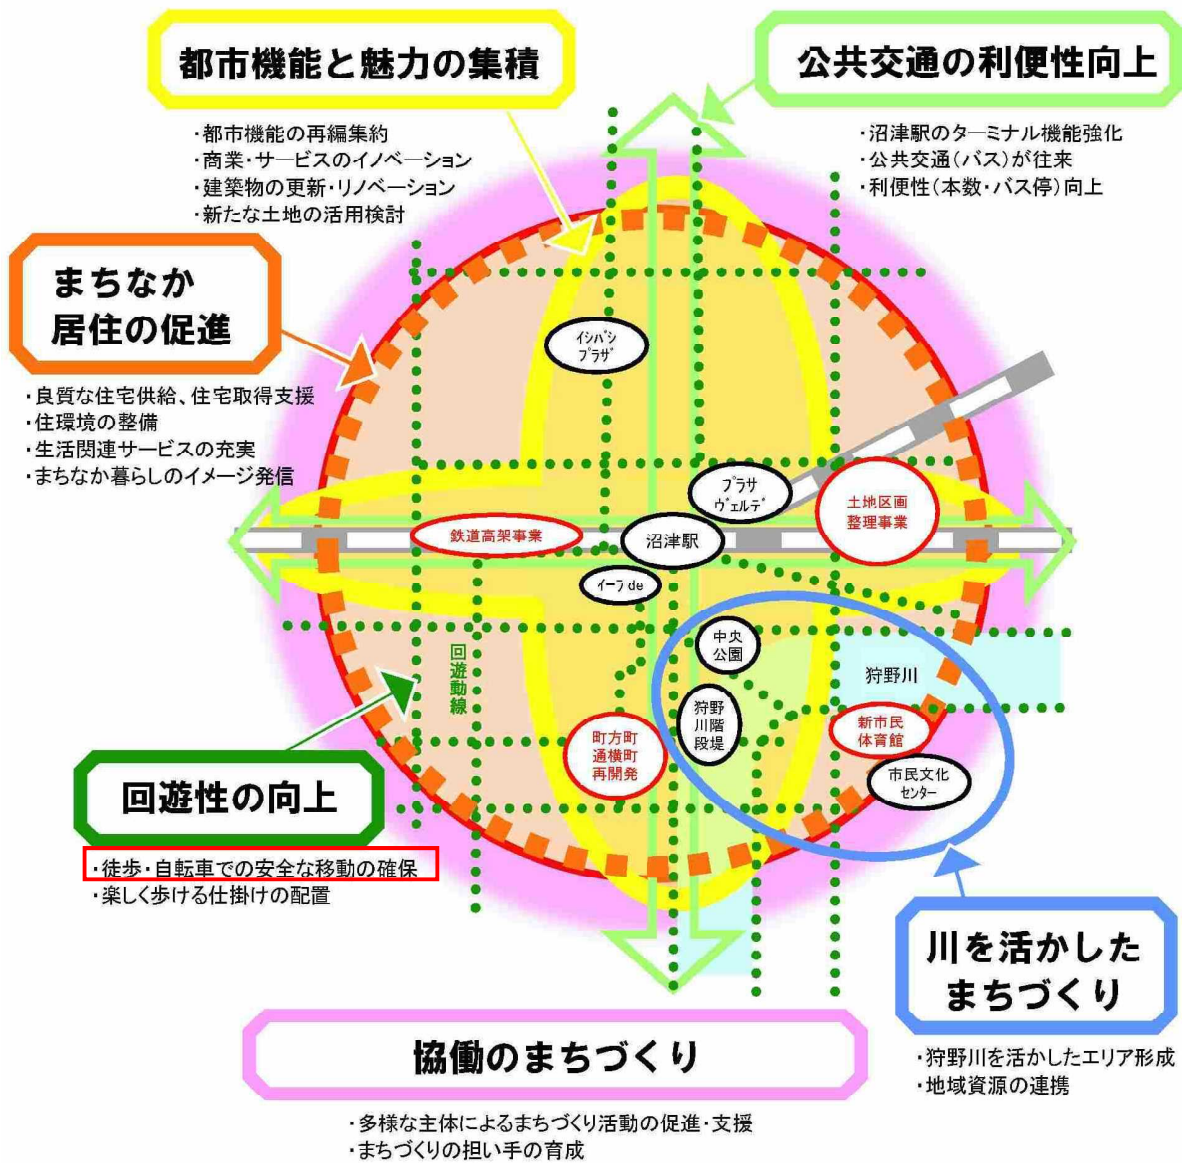 都市機能と魅力の集積
・都市機能の再編集約
・商業・サービスのイノベーション
・建築物の更新・リノベーション
・新たな土地の活用検討
公共交通の利便性向上
・沼津駅のターミナル機能強化
・公共交通(バス)が往来
・利便性(本数・バス停)向上
まちなか
居住の促進
・良質な住宅供給、住宅取得支援
・住環境の整備
・生活関連サービスの充実
・まちなか暮らしのイメージ発信
イシバシ
プラザ
プラサ
ヴェルデ
土地区画
整理事業
鉄道高架事業
沼津駅
イーラde
中央
公園
回遊動線
狩野川
狩野
川階
段堤
新市民
体育館
町方町
通横町
再開発
市民文化
センター
回遊性の向上
・徒歩・自転車での安全な移動の確保
・楽しく歩ける仕掛けの配置
川を活かした
まちづくり
・狩野川を活かしたエリア形成
・地域資源の連携
協働のまちづくり
・多様な主体によるまちづくり活動の促進・支援
・まちづくりの担い手の育成